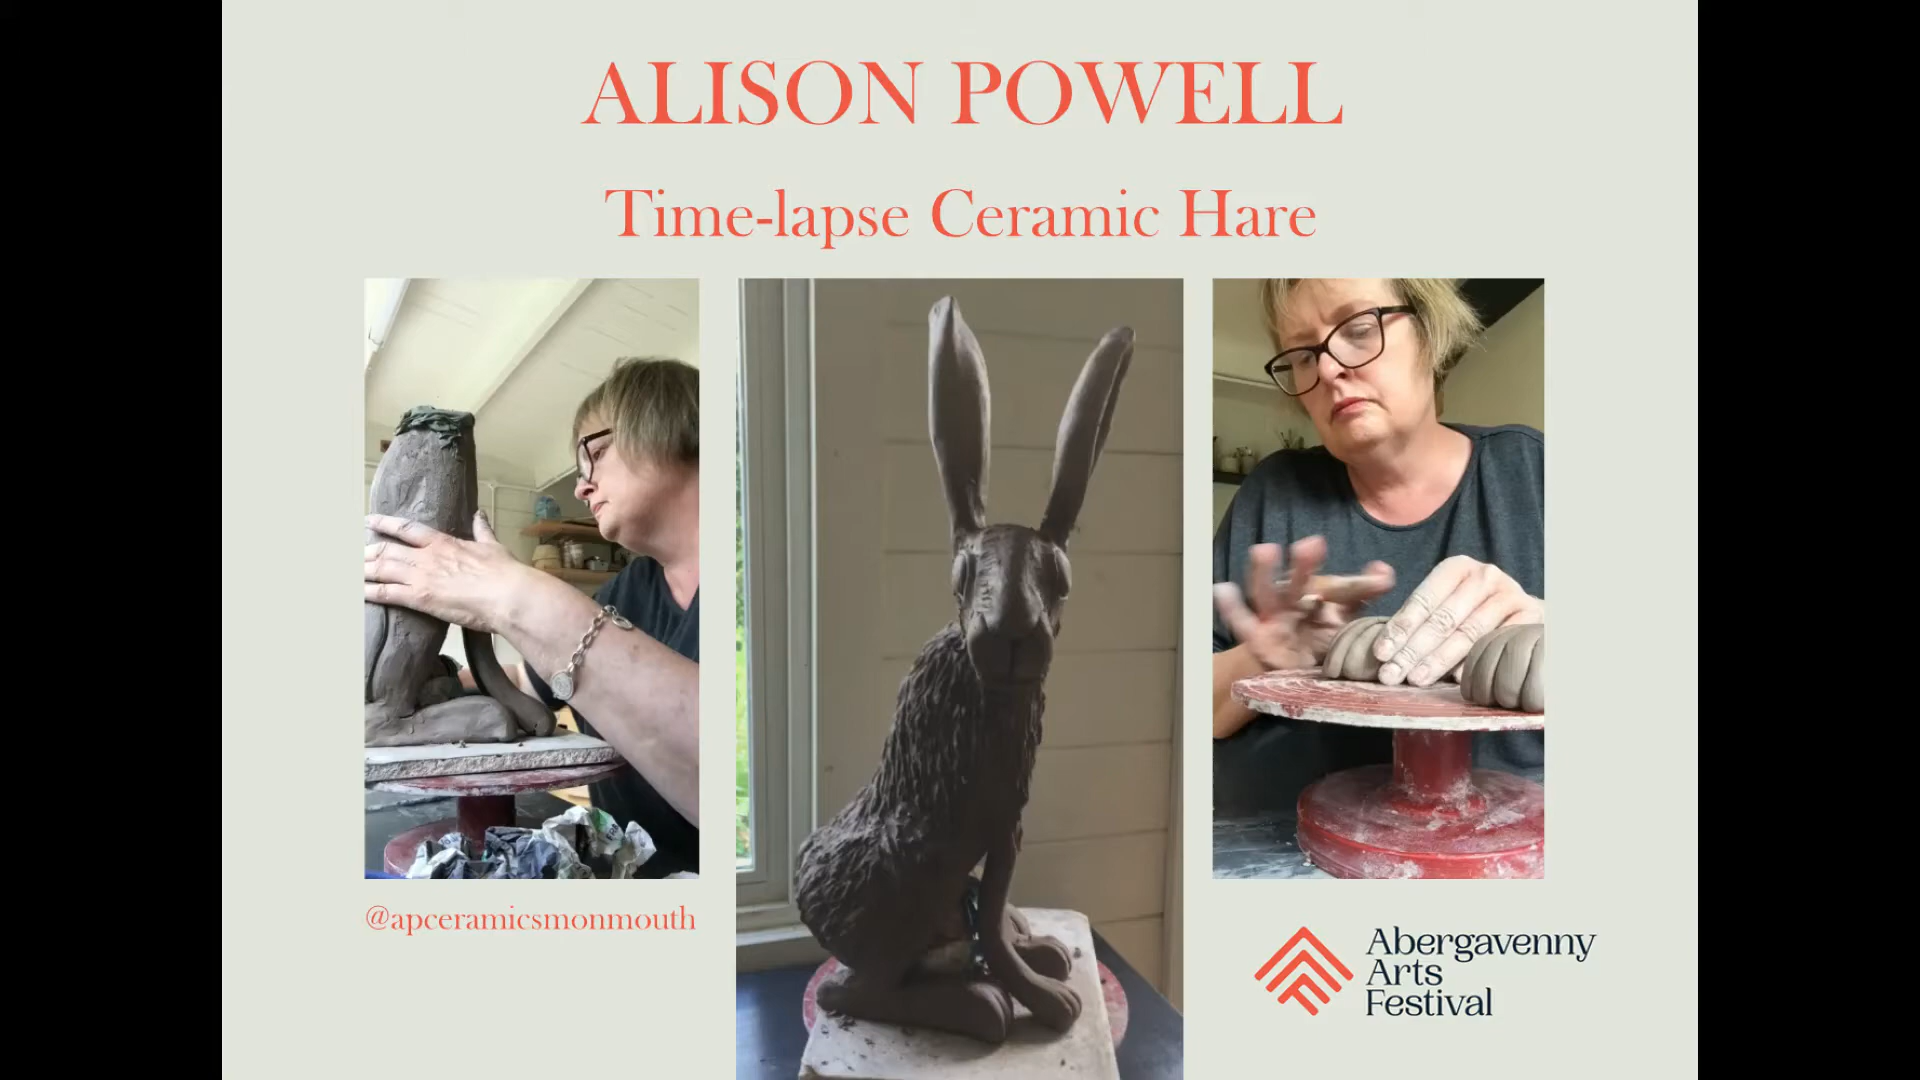 ALISON POWELL
Time-lapse Ceramic Hare
@apceramicsmonmouth
Abergavenny
Arts
Festival